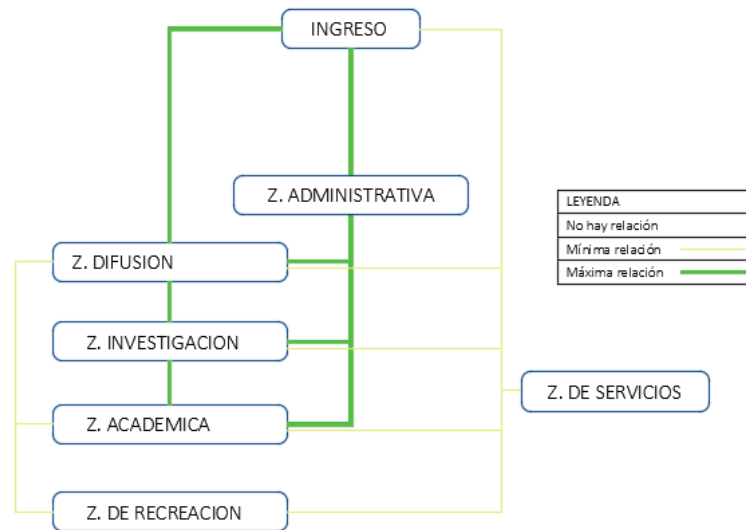 INGRESO
Z. ADMINISTRATIVA
LEYENDA
No hay relación
Mínima relación
Máxima relación
Z. DIFUSION
Z. INVESTIGACION
Z. DE SERVICIOS
Z. ACADEMICA
Z. DE RECREACION